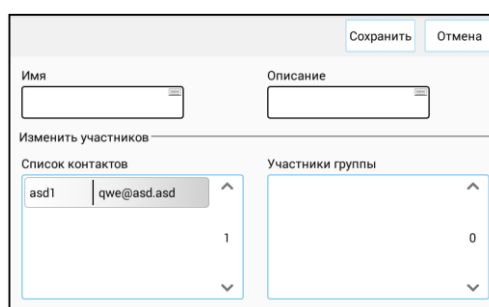 Сохранить Отмена
Имя Описание
Изменить участников
Список контактов Участники группы
asd1 qwe@asd.asd
1 0